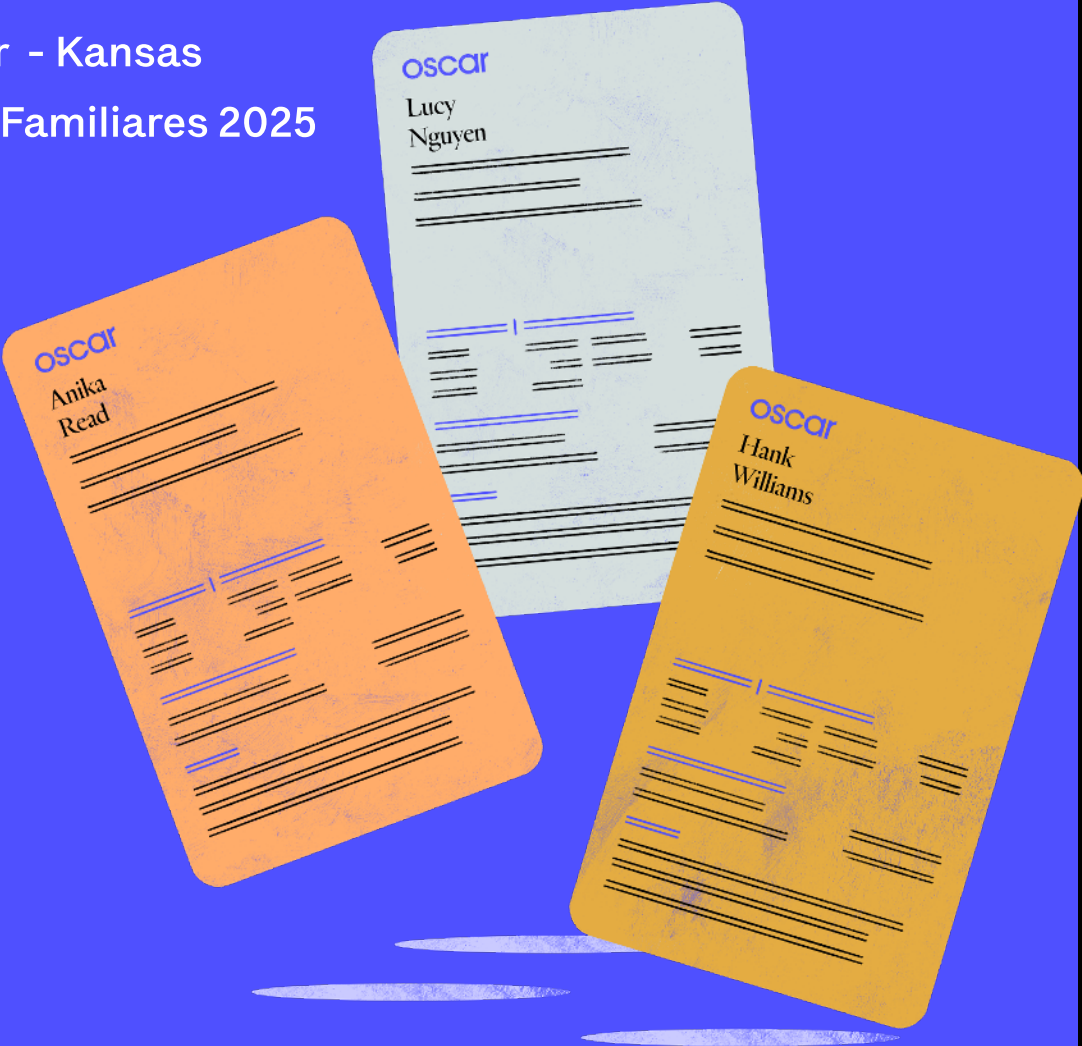 - Kansas
Familiares 2025
oscar
Lucy
Nguyen
oscar
Anika
Read
oscar
Hank
Williams